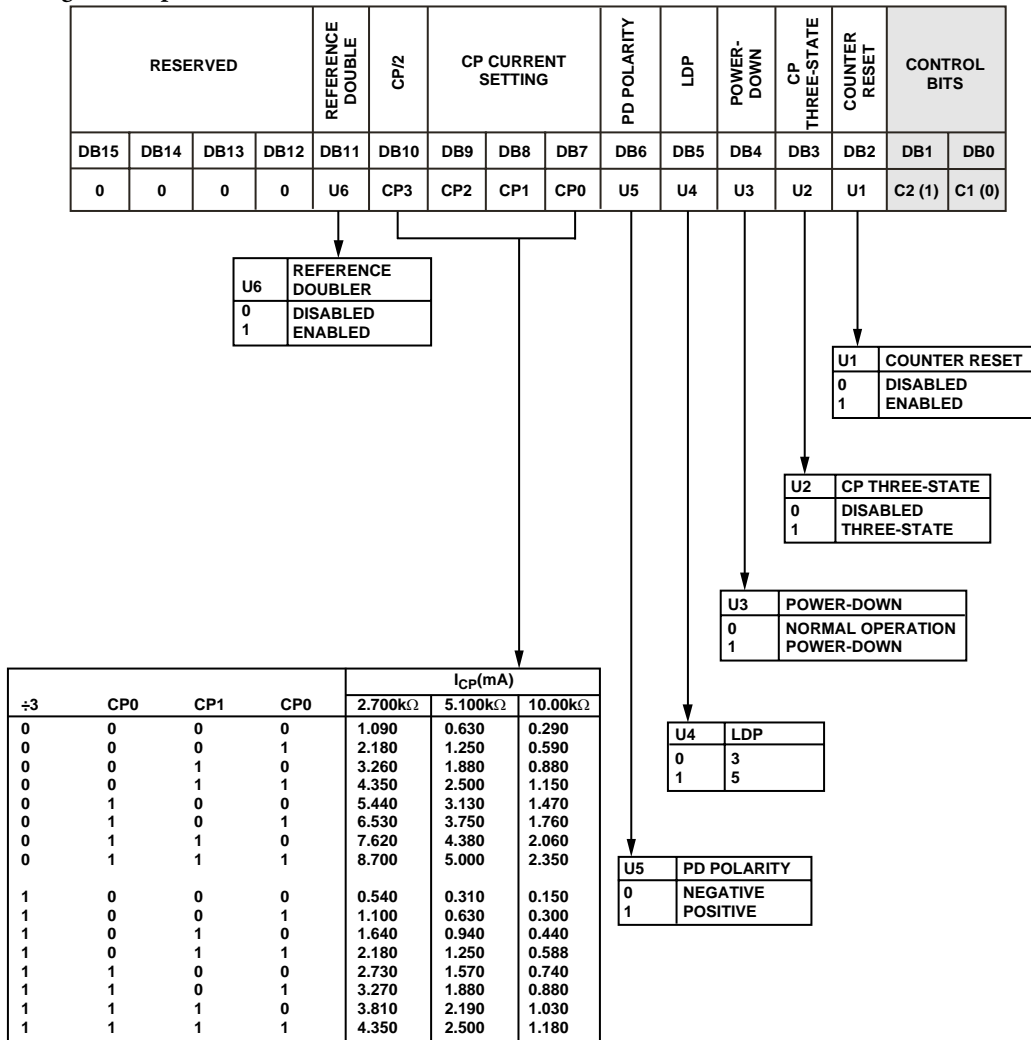 RESERVED
REFERENCE DOUBLE
CP/2
CP CURRENT SETTING
PD POLARITY
LDP
POWER-DOWN
CP THREE-STATE
COUNTER RESET
CONTROL BITS
DB15 DB14 DB13 DB12 DB11 DB10 DB9 DB8 DB7 DB6 DB5 DB4 DB3 DB2 DB1 DB0
0 0 0 0 U6 CP3 CP2 CP1 CP0 U5 U4 U3 U2 U1 C2 (1) C1 (0)
U6 REFERENCE DOUBLER
0 DISABLED
1 ENABLED
U1 COUNTER RESET
0 DISABLED
1 ENABLED
U2 CP THREE-STATE
0 DISABLED
1 THREE-STATE
U3 POWER-DOWN
0 NORMAL OPERATION
1 POWER-DOWN
U4 LDP
0 3
1 5
U5 PD POLARITY
0 NEGATIVE
1 POSITIVE
ICP(mA)
÷3 CP0 CP1 CP0 2.700kΩ 5.100kΩ 10.00kΩ
0 0 0 0 1.090 0.630 0.290
0 0 0 1 2.180 1.250 0.590
0 0 1 0 3.260 1.880 0.880
0 0 1 1 4.350 2.500 1.150
0 1 0 0 5.440 3.130 1.470
0 1 0 1 6.530 3.750 1.760
0 1 1 0 7.620 4.380 2.060
0 1 1 1 8.700 5.000 2.350
1 0 0 0 0.540 0.310 0.150
1 0 0 1 1.100 0.630 0.300
1 0 1 0 1.640 0.940 0.440
1 0 1 1 2.180 1.250 0.588
1 1 0 0 2.730 1.570 0.740
1 1 0 1 3.270 1.880 0.880
1 1 1 0 3.810 2.190 1.030
1 1 1 1 4.350 2.500 1.180